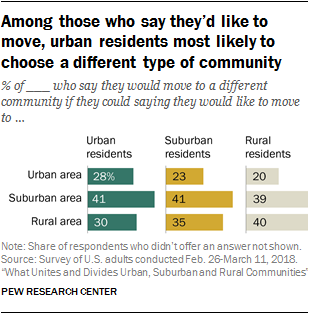 Among those who say they'd like to
move, urban residents most likely to
choose a different type of community
% of ___ who say they would move to a different
community if they could saying they would like to move
to ...
Urban residents Suburban residents Rural residents
Urban area 28% 23 20
Suburban area 41 41 39
Rural area 30 35 40
Note: Share of respondents who didn't offer an answer not shown.
Source: Survey of U.S. adults conducted Feb. 26-March 11, 2018.
"What Unites and Divides Urban, Suburban and Rural Communities"
PEW RESEARCH CENTER